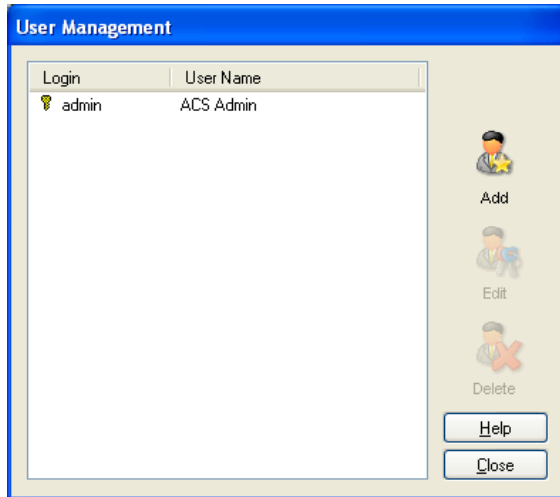 User Management
Login User Name
admin ACS Admin
Add
Edit
Delete
Help
Close